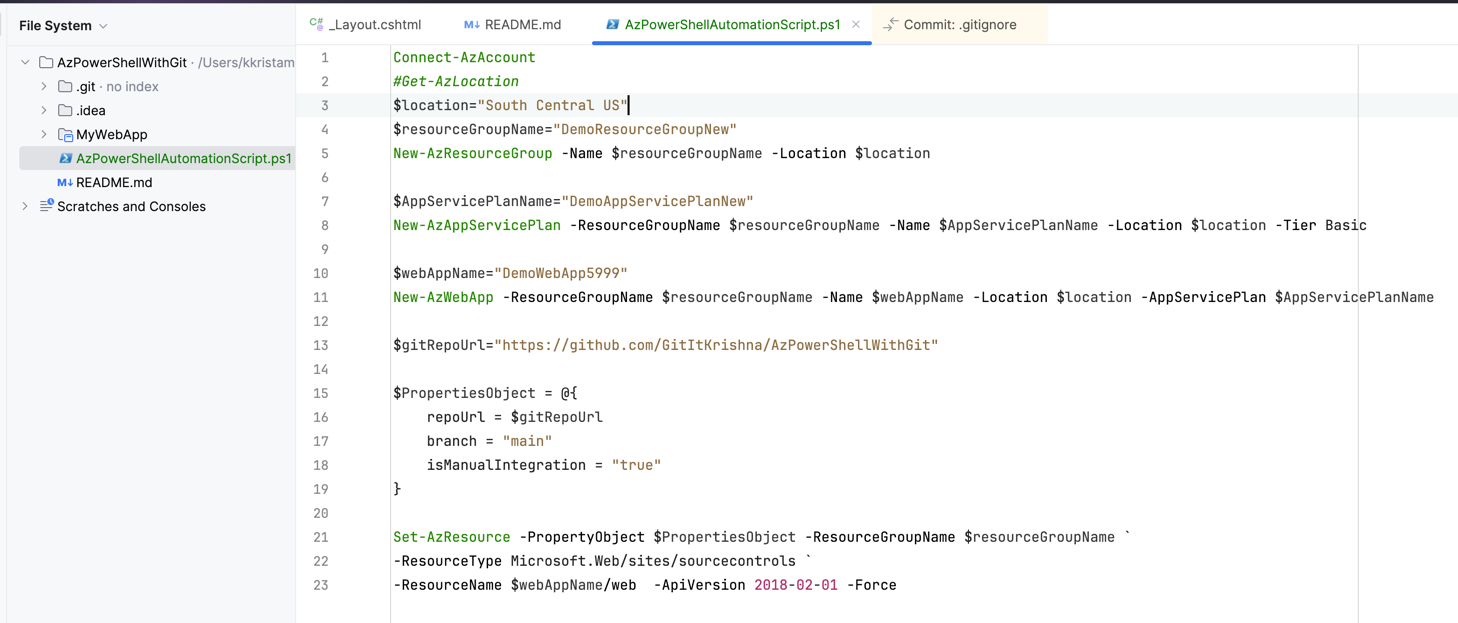 File System
_Layout.cshtml
README.md
AzPowerShellAutomationScript.ps1
Commit: .gitignore
AzPowerShellWithGit · /Users/kkristam
.git · no index
.idea
MyWebApp
AzPowerShellAutomationScript.ps1
README.md
Scratches and Consoles
1 Connect-AzAccount
2 #Get-AzLocation
3 $location="South Central US"
4 $resourceGroupName="DemoResourceGroupNew"
5 New-AzResourceGroup -Name $resourceGroupName -Location $location
6
7 $AppServicePlanName="DemoAppServicePlanNew"
8 New-AzAppServicePlan -ResourceGroupName $resourceGroupName -Name $AppServicePlanName -Location $location -Tier Basic
9
10 $webAppName="DemoWebApp5999"
11 New-AzWebApp -ResourceGroupName $resourceGroupName -Name $webAppName -Location $location -AppServicePlan $AppServicePlanName
12
13 $gitRepoUrl="https://github.com/GitItKrishna/AzPowerShellWithGit"
14
15 $PropertiesObject = @{
16     repoUrl = $gitRepoUrl
17     branch = "main"
18     isManualIntegration = "true"
19 }
20
21 Set-AzResource -PropertyObject $PropertiesObject -ResourceGroupName $resourceGroupName `
22 -ResourceType Microsoft.Web/sites/sourcecontrols `
23 -ResourceName $webAppName/web  -ApiVersion 2018-02-01 -Force